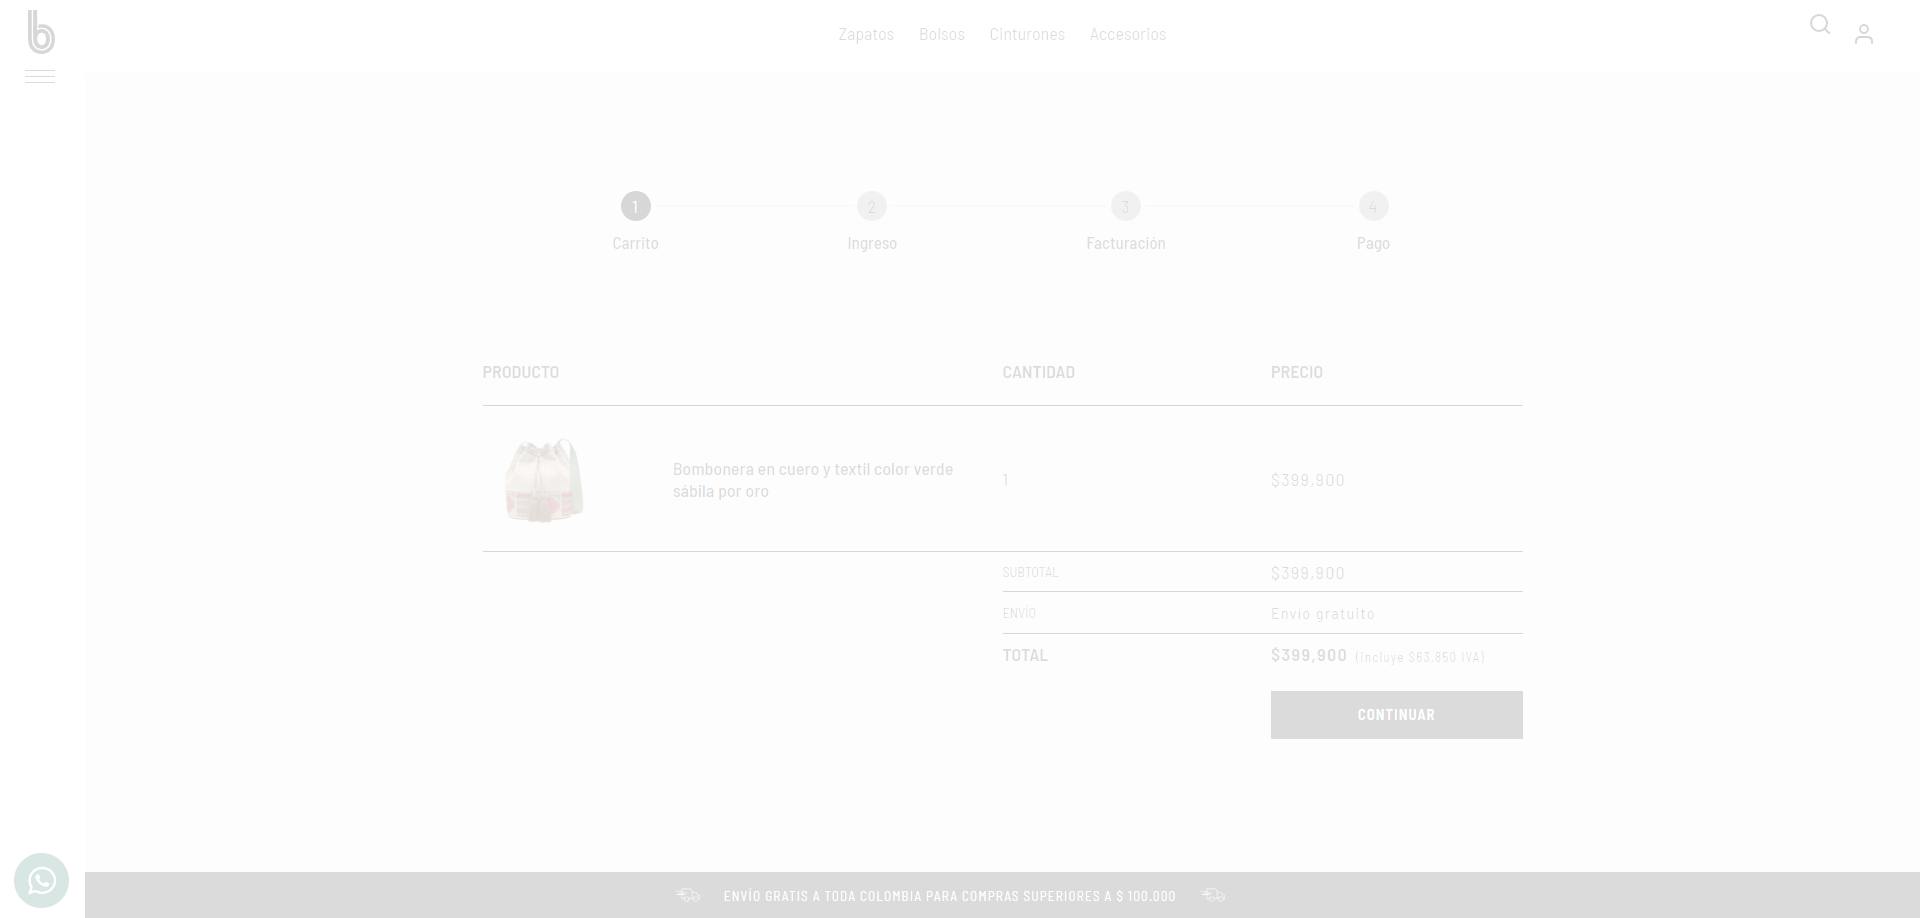 b
Zapatos Bolsos Cinturones Accesorios
1 2 3 4
Carrito Ingreso Facturación Pago
PRODUCTO CANTIDAD PRECIO
Bombonera en cuero y textil color verde
sábila por oro
1 $399,900
SUBTOTAL $399,900
ENVÍO Envío gratuito
TOTAL $399,900 (incluye $63,850 IVA)
CONTINUAR
ENVÍO GRATIS A TODA COLOMBIA PARA COMPRAS SUPERIORES A $ 100.000